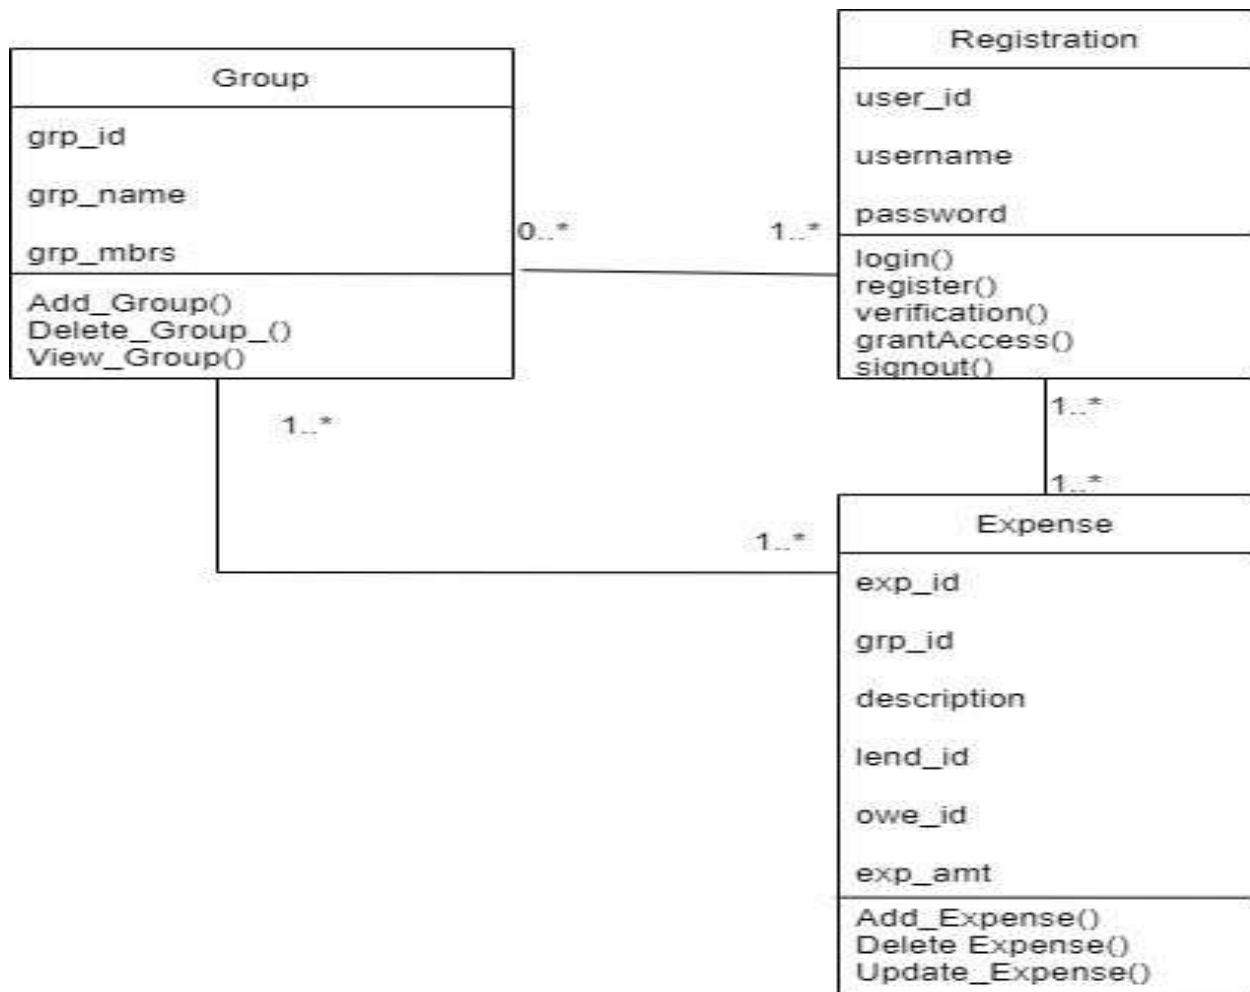 Group
grp_id
grp_name
grp_mbrs
Add_Group()
Delete_Group_()
View_Group()
0..*
1..*
Registration
user_id
username
password
login()
register()
verification()
grantAccess()
signout()
1..*
1..*
1..*
1..*
Expense
exp_id
grp_id
description
lend_id
owe_id
exp_amt
Add_Expense()
Delete Expense()
Update_Expense()